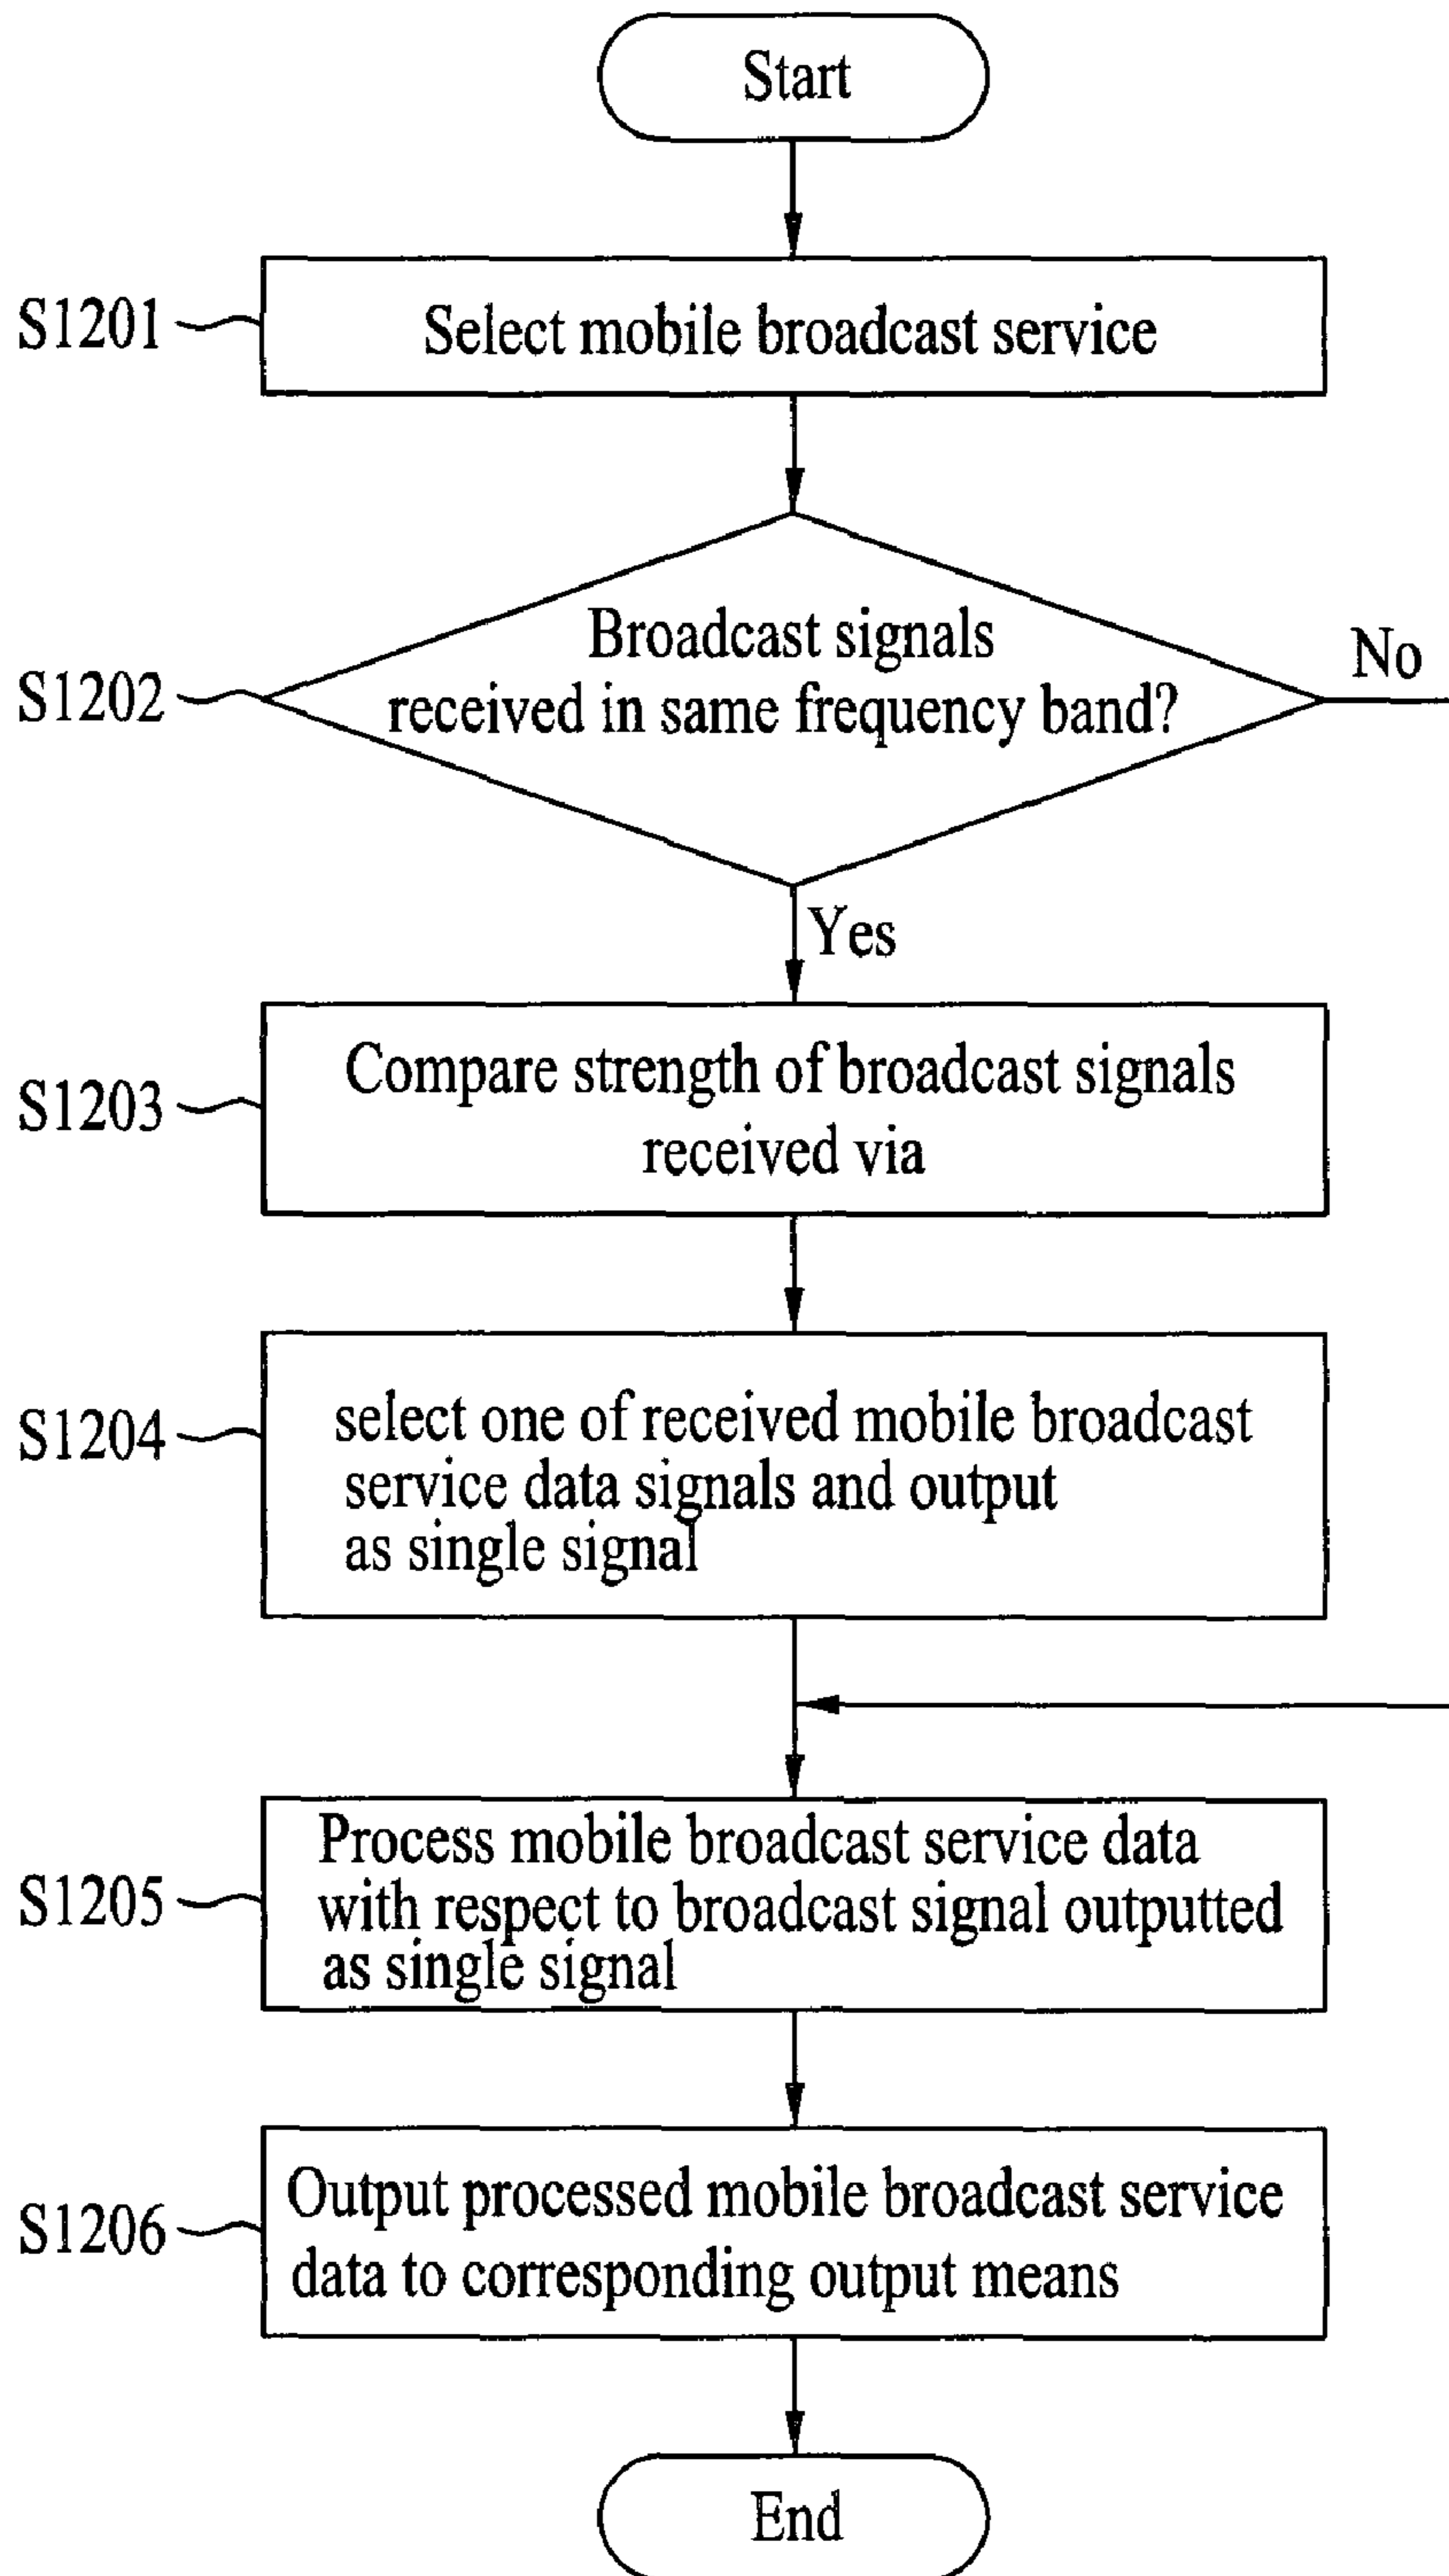 Start
S1201
Select mobile broadcast service
S1202
Broadcast signals
received in same frequency band?
No
Yes
S1203
Compare strength of broadcast signals
received via
S1204
select one of received mobile broadcast
service data signals and output
as single signal
S1205
Process mobile broadcast service data
with respect to broadcast signal outputted
as single signal
S1206
Output processed mobile broadcast service
data to corresponding output means
End